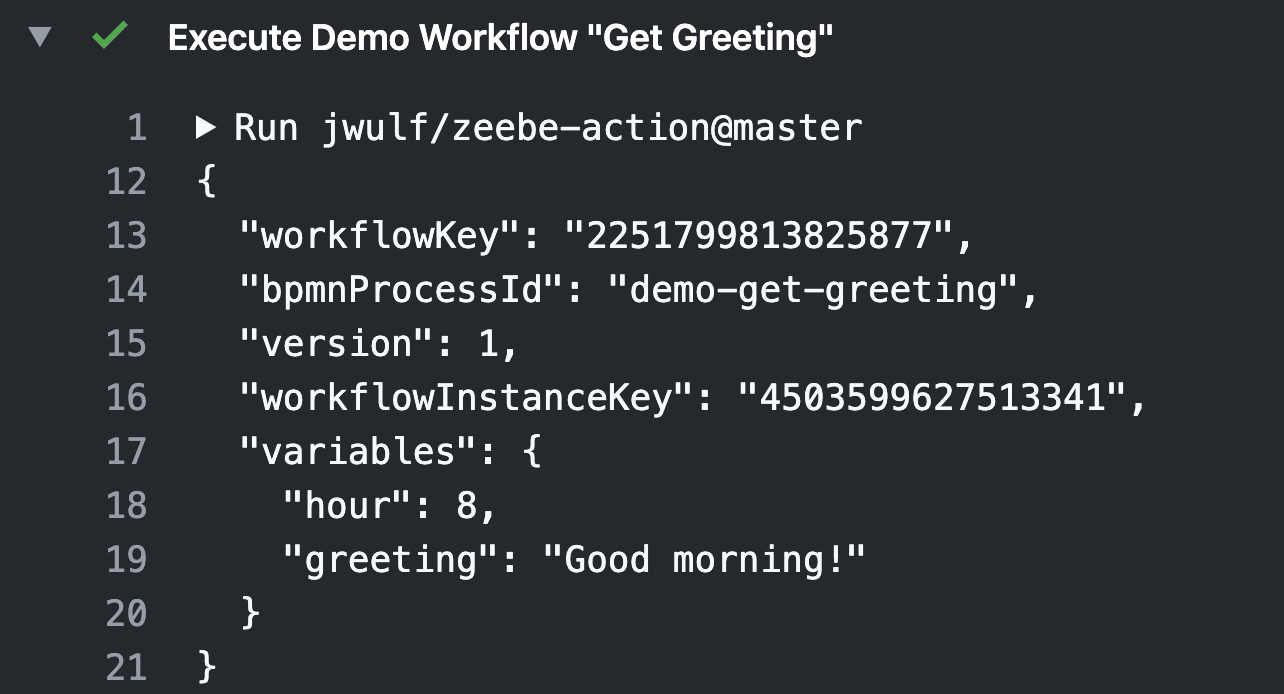 Execute Demo Workflow "Get Greeting"
1 Run jwulf/zeebe-action@master
12 {
13 "workflowKey": "2251799813825877",
14 "bpmnProcessId": "demo-get-greeting",
15 "version": 1,
16 "workflowInstanceKey": "4503599627513341",
17 "variables": {
18 "hour": 8,
19 "greeting": "Good morning!"
20 }
21 }